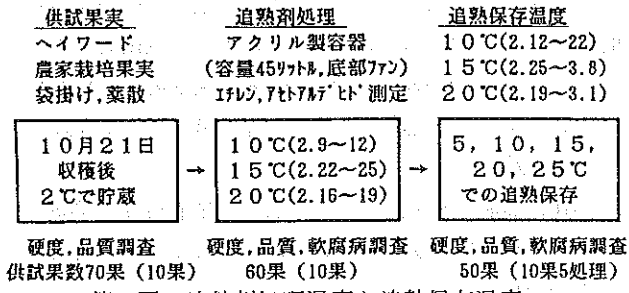 供試果実
ヘイワード
農家栽培果実
袋掛け,薬散
追熟剤処理
アクリル製容器
(容量45リットル,底部ファン)
エチレン,アセトアルデヒド測定
追熟保存温度
10℃(2.12〜22)
15℃(2.25〜3.8)
20℃(2.19〜3.1)
10月21日
収穫後
2℃で貯蔵
→
10℃(2.9〜12)
15℃(2.22〜25)
20℃(2.16〜19)
→
5, 10, 15,
20, 25℃
での追熟保存
硬度,品質調査
供試果数70果 (10果)
硬度,品質,軟腐病調査
60果 (10果)
硬度,品質,軟腐病調査
50果 (10果5処理)